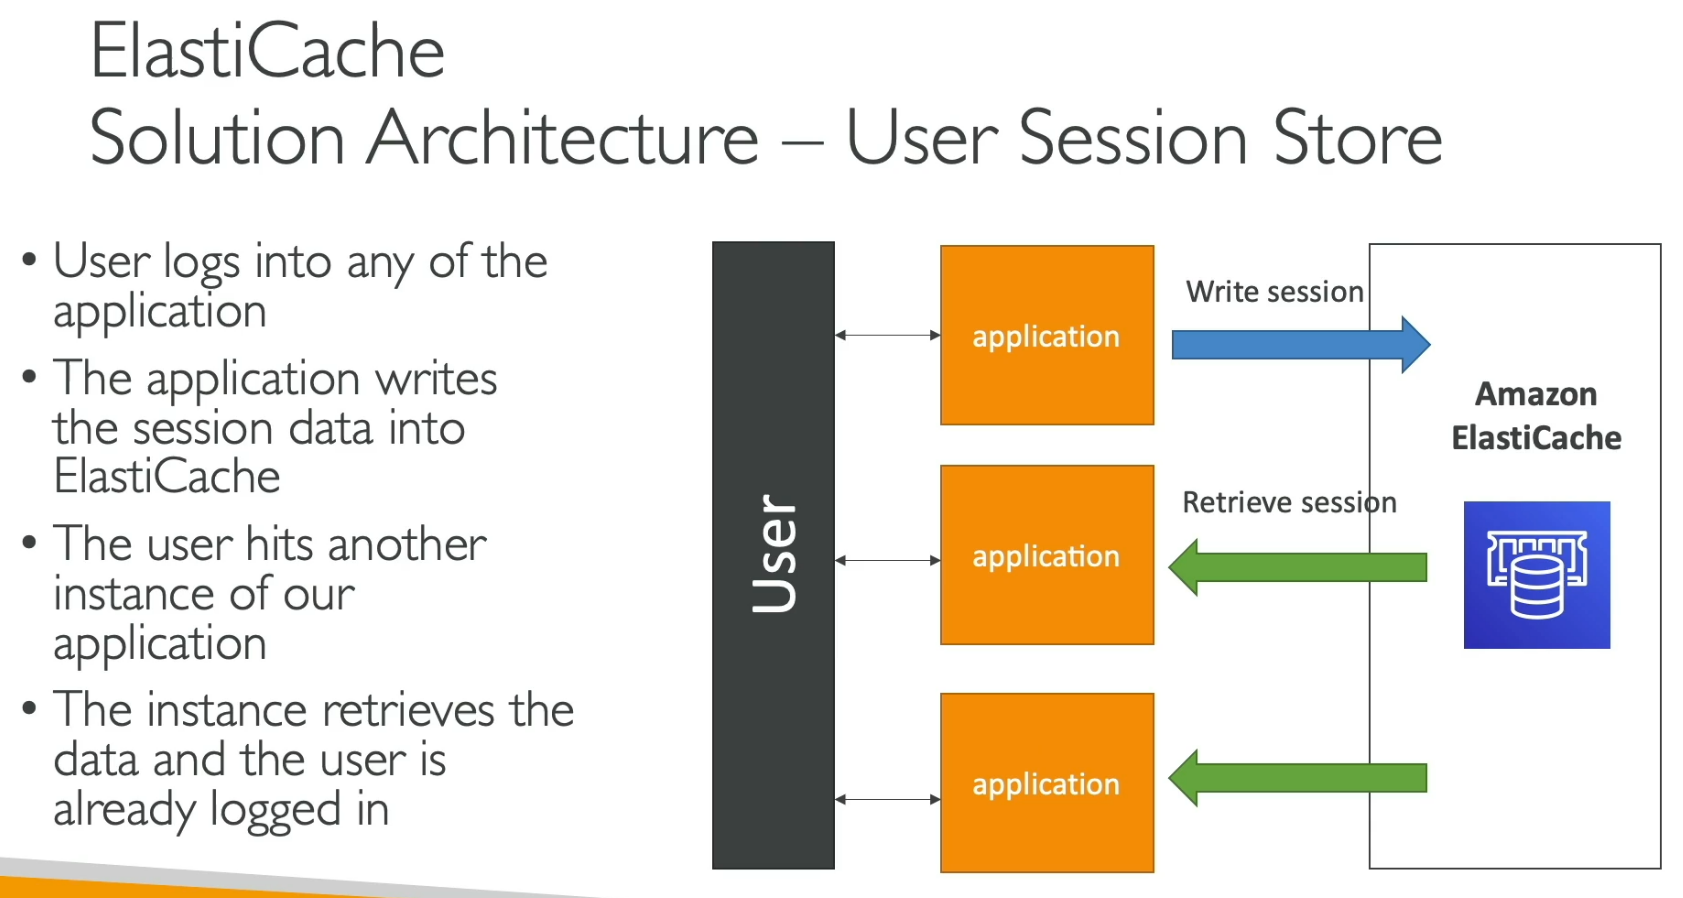 ElastiCache
Solution Architecture – User Session Store
• User logs into any of the
application
• The application writes
the session data into
ElastiCache
• The user hits another
instance of our
application
• The instance retrieves the
data and the user is
already logged in
User
application
application
application
Write session
Retrieve session
Amazon
ElastiCache